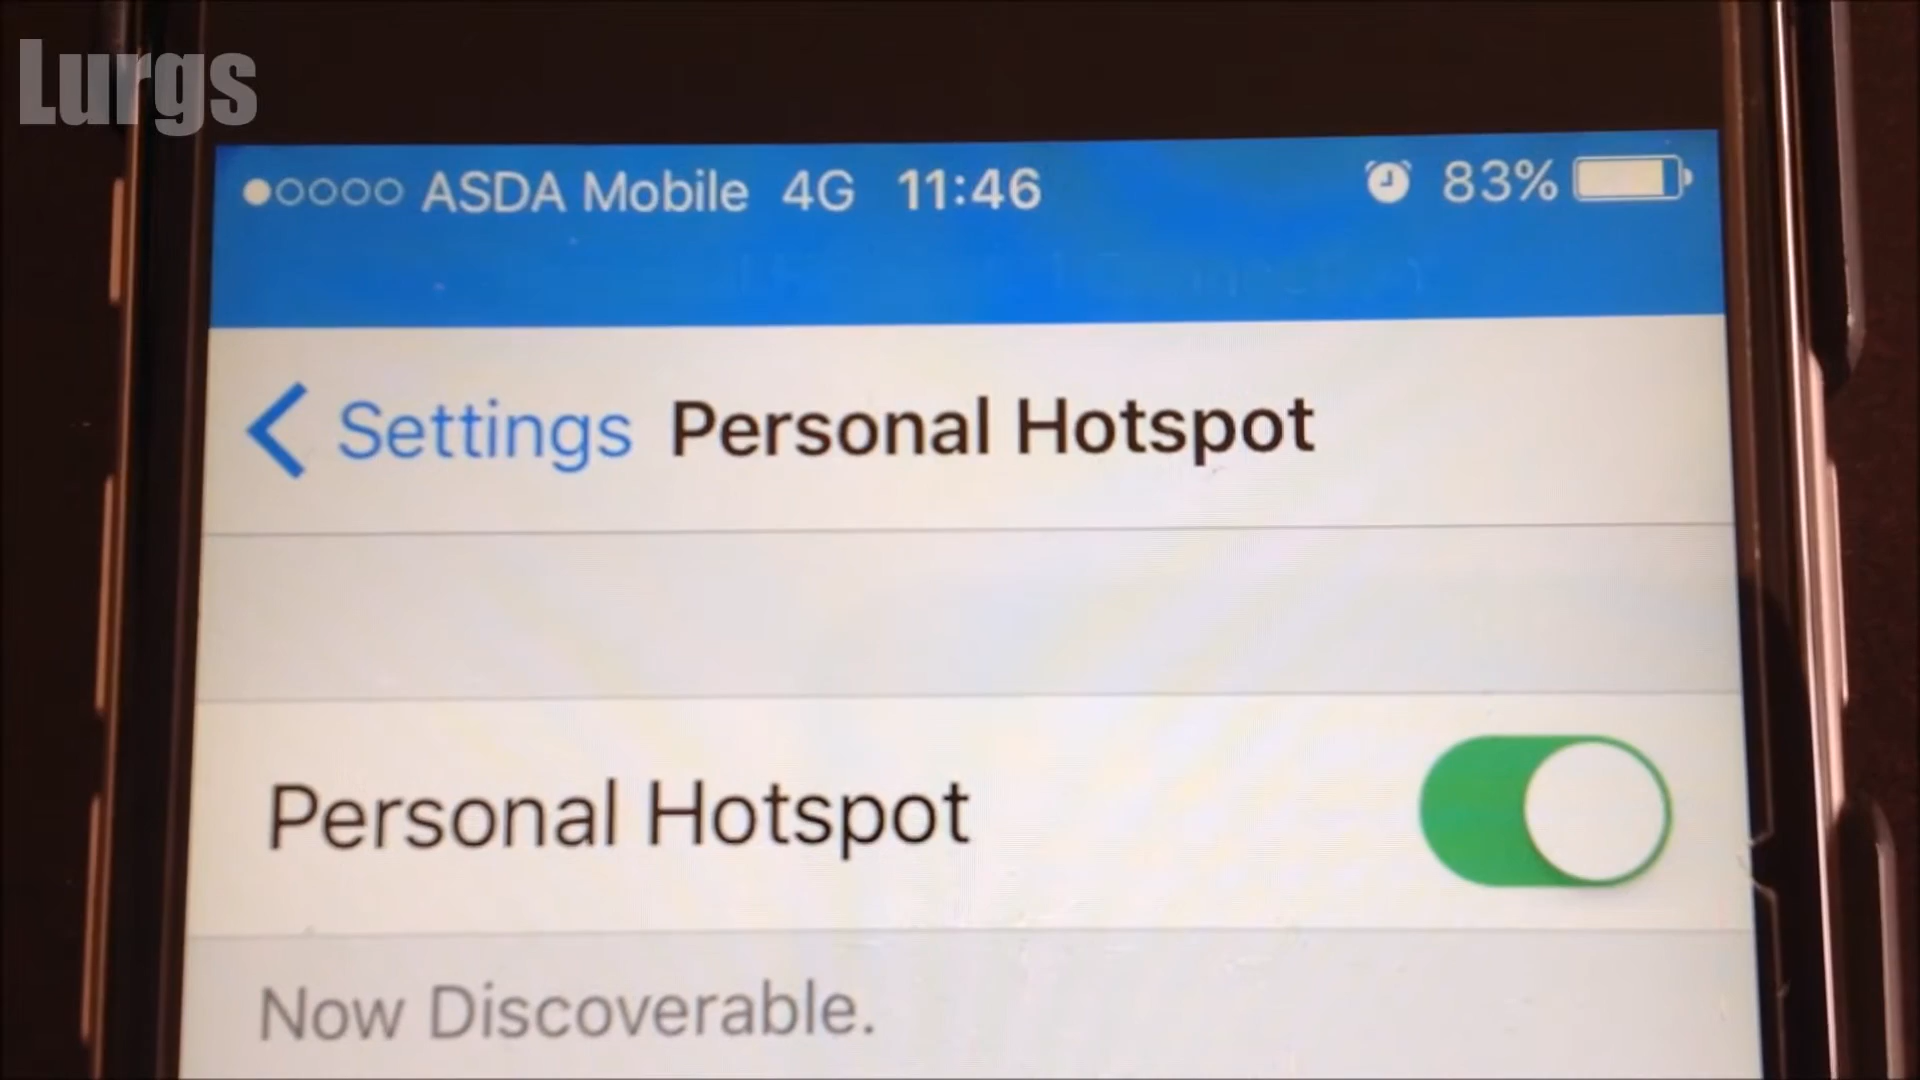 Lurgs
ASDA Mobile 4G 11:46 83%
Settings Personal Hotspot
Personal Hotspot
Now Discoverable.